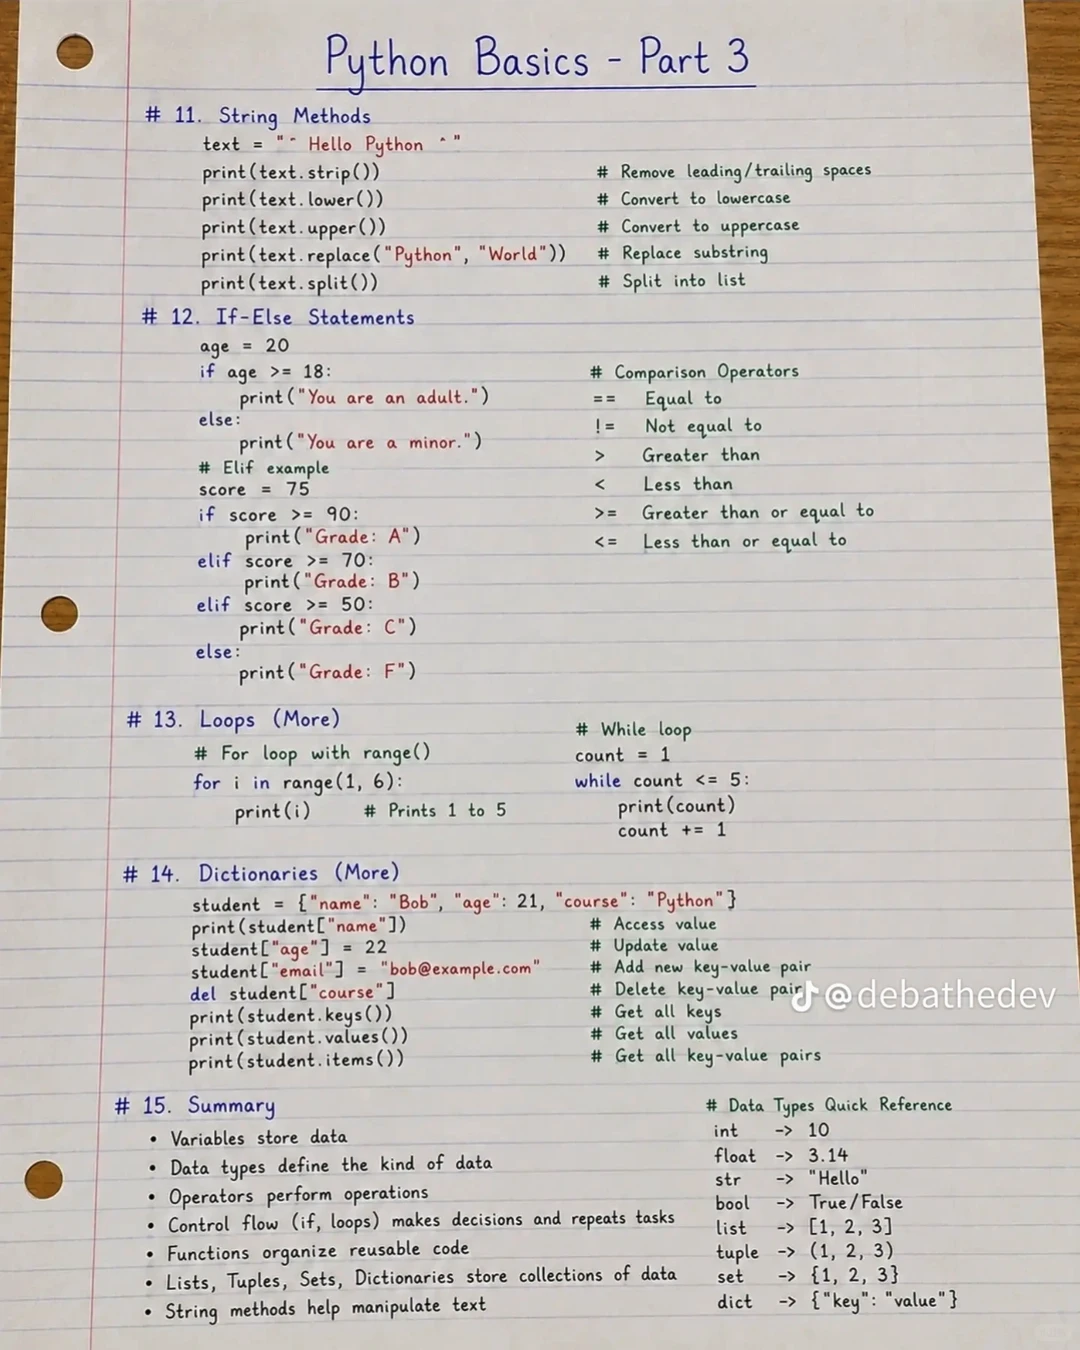 Python Basics - Part 3
# 11. String Methods
text = "ˆ Hello Python ˆ "
print(text.strip()) # Remove leading/trailing spaces
print(text.lower()) # Convert to lowercase
print(text.upper()) # Convert to uppercase
print(text.replace("Python", "World")) # Replace substring
print(text.split()) # Split into list
# 12. If-Else Statements
age = 20
if age >= 18:
print("You are an adult.")
else:
print("You are a minor.")
# Elif example
score = 75
if score >= 90:
print("Grade: A")
elif score >= 70:
print("Grade: B")
elif score >= 50:
print("Grade: C")
else:
print("Grade: F")
# Comparison Operators
== Equal to
!= Not equal to
> Greater than
< Less than
>= Greater than or equal to
<= Less than or equal to
# 13. Loops (More)
# For loop with range()
for i in range(1, 6):
print(i) # Prints 1 to 5
# While loop
count = 1
while count <= 5:
print(count)
count += 1
# 14. Dictionaries (More)
student = {"name": "Bob", "age": 21, "course": "Python"}
print(student["name"]) # Access value
student["age"] = 22 # Update value
student["email"] = "bob@example.com" # Add new key-value pair
del student["course"] # Delete key-value pair
print(student.keys()) # Get all keys
print(student.values()) # Get all values
print(student.items()) # Get all key-value pairs
@debathedev
# 15. Summary
• Variables store data
• Data types define the kind of data
• Operators perform operations
• Control flow (if, loops) makes decisions and repeats tasks
• Functions organize reusable code
• Lists, Tuples, Sets, Dictionaries store collections of data
• String methods help manipulate text
# Data Types Quick Reference
int -> 10
float -> 3.14
str -> "Hello"
bool -> True/False
list -> [1, 2, 3]
tuple -> (1, 2, 3)
set -> {1, 2, 3}
dict -> {"key": "value"}